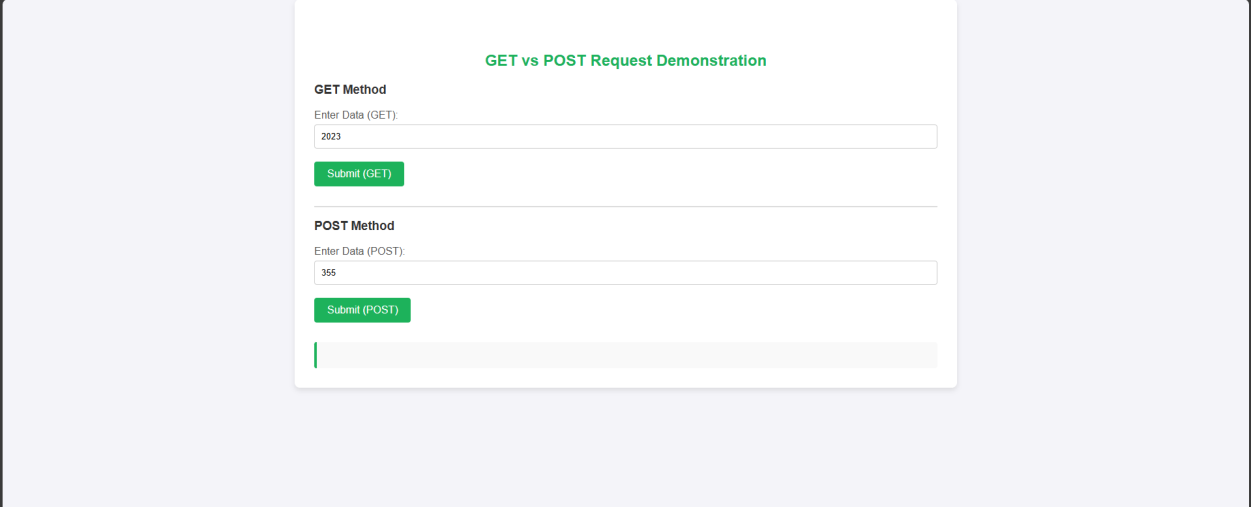 GET vs POST Request Demonstration
GET Method
Enter Data (GET):
2023
Submit (GET)
POST Method
Enter Data (POST):
355
Submit (POST)